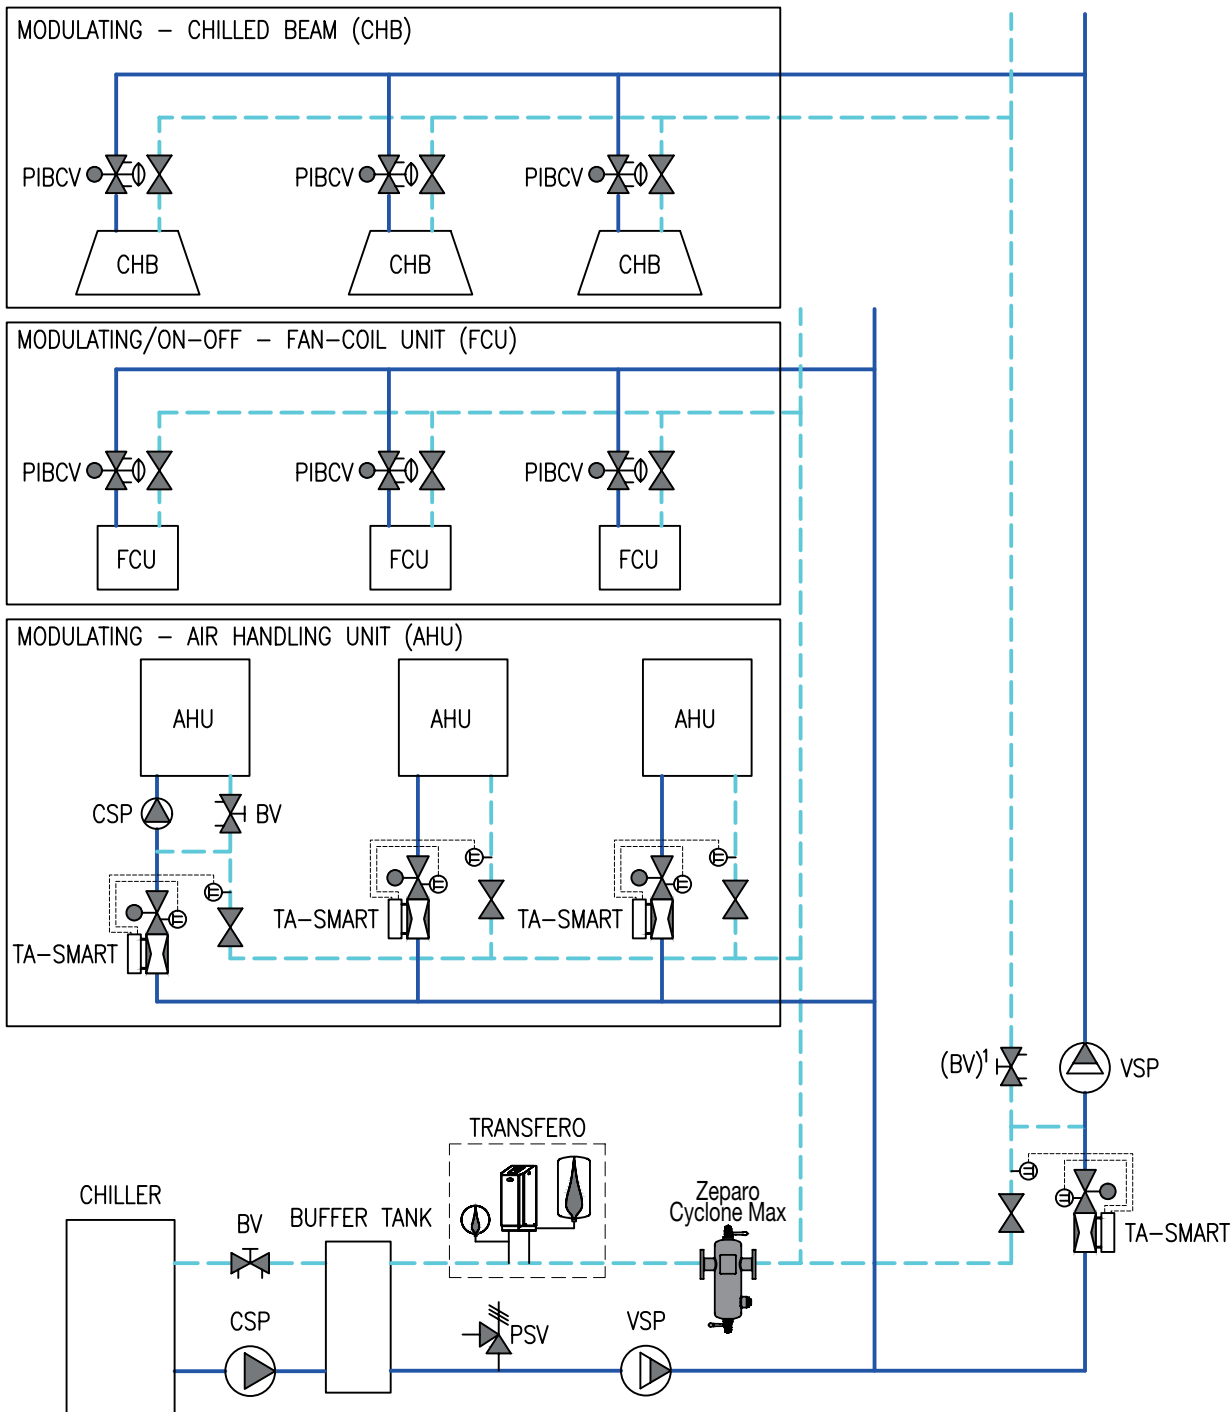 MODULATING - CHILLED BEAM (CHB)
PIBCV
PIBCV
PIBCV
CHB
CHB
CHB
MODULATING/ON-OFF - FAN-COIL UNIT (FCU)
PIBCV
PIBCV
PIBCV
FCU
FCU
FCU
MODULATING - AIR HANDLING UNIT (AHU)
AHU
AHU
AHU
CSP
BV
TA-SMART
TA-SMART
TA-SMART
(BV)¹
VSP
TRANSFERO
CHILLER
BV
BUFFER TANK
Zeparo
Cyclone Max
TA-SMART
CSP
PSV
VSP